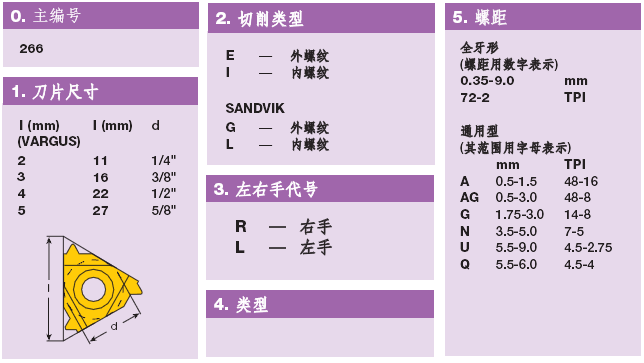 0. 主编号
266
1. 刀片尺寸
I (mm) I (mm) d
(VARGUS)
2 11 1/4"
3 16 3/8"
4 22 1/2"
5 27 5/8"
l
d
2. 切削类型
E — 外螺纹
I — 内螺纹
SANDVIK
G — 外螺纹
L — 内螺纹
3. 左右手代号
R — 右手
L — 左手
4. 类型
5. 螺距
全牙形
(螺距用数字表示)
0.35-9.0 mm
72-2 TPI
通用型
(其范围用字母表示)
mm TPI
A 0.5-1.5 48-16
AG 0.5-3.0 48-8
G 1.75-3.0 14-8
N 3.5-5.0 7-5
U 5.5-9.0 4.5-2.75
Q 5.5-6.0 4.5-4